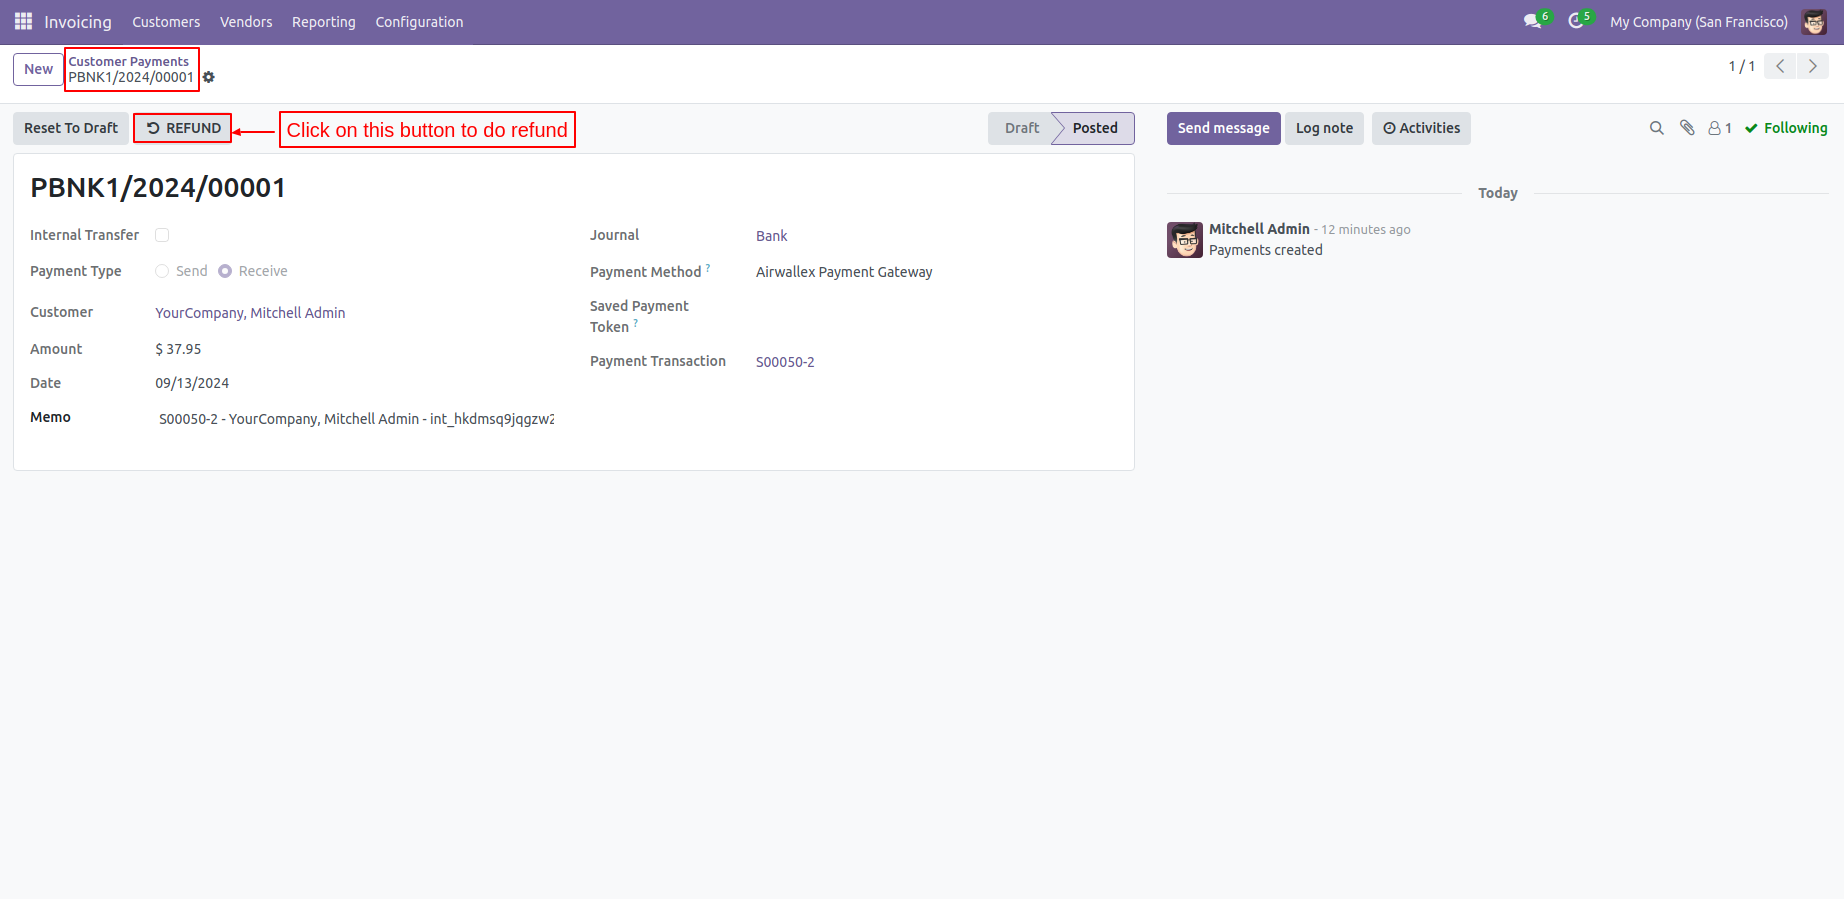 Invoicing Customers Vendors Reporting Configuration 6 5 My Company (San Francisco)
New Customer Payments
PBNK1/2024/00001
1 / 1
Reset To Draft REFUND Click on this button to do refund Draft Posted Send message Log note Activities 1 Following
PBNK1/2024/00001
Internal Transfer
Payment Type Send Receive
Customer YourCompany, Mitchell Admin
Amount $ 37.95
Date 09/13/2024
Memo S00050-2 - YourCompany, Mitchell Admin - int_hkdmsq9jqgzw2
Journal Bank
Payment Method ? Airwallex Payment Gateway
Saved Payment
Token ?
Payment Transaction S00050-2
Today
Mitchell Admin - 12 minutes ago
Payments created